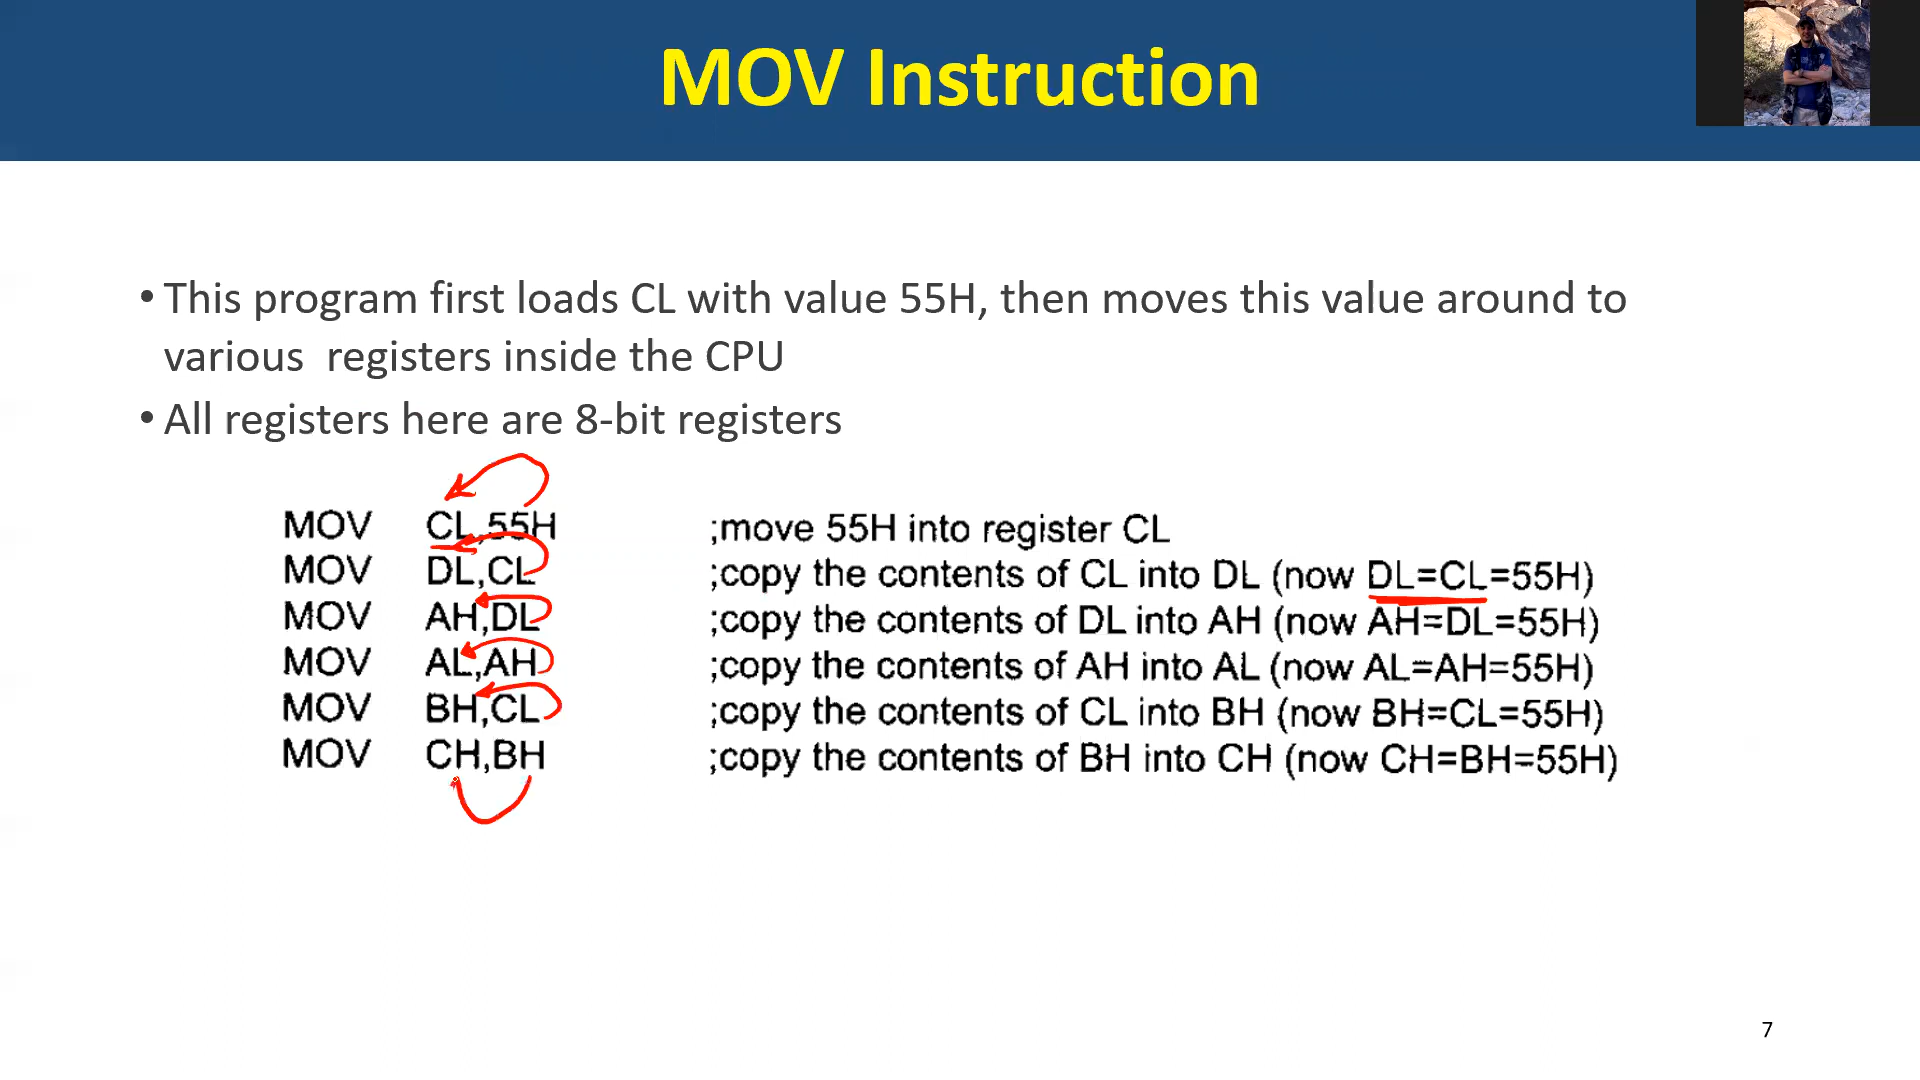 MOV Instruction
• This program first loads CL with value 55H, then moves this value around to
various registers inside the CPU
• All registers here are 8-bit registers
MOV CL,55H ;move 55H into register CL
MOV DL,CL ;copy the contents of CL into DL (now DL=CL=55H)
MOV AH,DL ;copy the contents of DL into AH (now AH=DL=55H)
MOV AL,AH ;copy the contents of AH into AL (now AL=AH=55H)
MOV BH,CL ;copy the contents of CL into BH (now BH=CL=55H)
MOV CH,BH ;copy the contents of BH into CH (now CH=BH=55H)
7